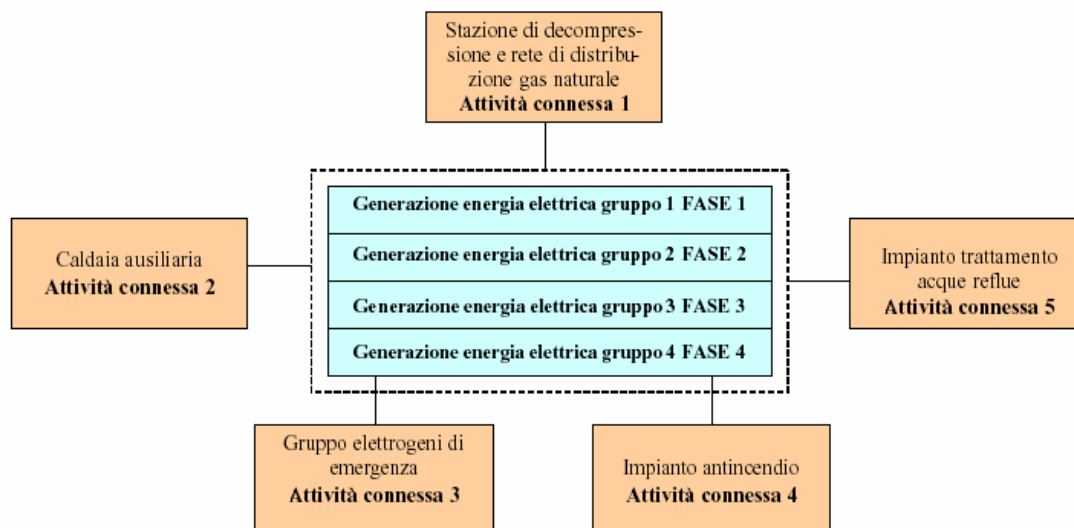 Stazione di decompres-
sione e rete di distribu-
zione gas naturale
Attività connessa 1
Generazione energia elettrica gruppo 1 FASE 1
Generazione energia elettrica gruppo 2 FASE 2
Generazione energia elettrica gruppo 3 FASE 3
Generazione energia elettrica gruppo 4 FASE 4
Caldaia ausiliaria
Attività connessa 2
Impianto trattamento
acque reflue
Attività connessa 5
Gruppo elettrogeni di
emergenza
Attività connessa 3
Impianto antincendio
Attività connessa 4